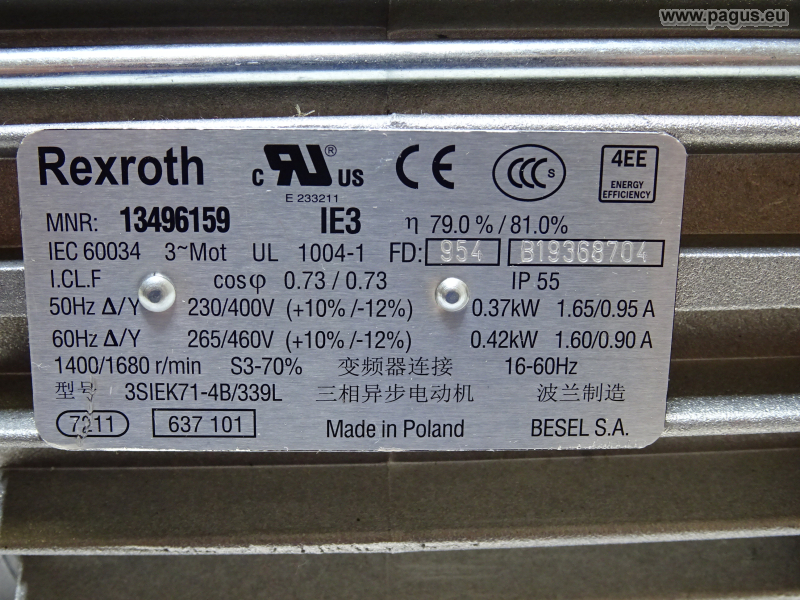 www.pagus.eu
Rexroth c RU ® US CE CCC S 4EE ENERGY EFFICIENCY
E 233211
MNR: 13496159 IE3 η 79.0 % / 81.0%
IEC 60034 3~Mot UL 1004-1 FD: 954 B19368704
I.CL.F cosφ 0.73 / 0.73 IP 55
50Hz Δ/Y 230/400V (+10% /-12%) 0.37kW 1.65/0.95 A
60Hz Δ/Y 265/460V (+10% /-12%) 0.42kW 1.60/0.90 A
1400/1680 r/min S3-70% 变频器连接 16-60Hz
型号 3SIEK71-4B/339L 三相异步电动机 波兰制造
7211 637 101 Made in Poland BESEL S.A.